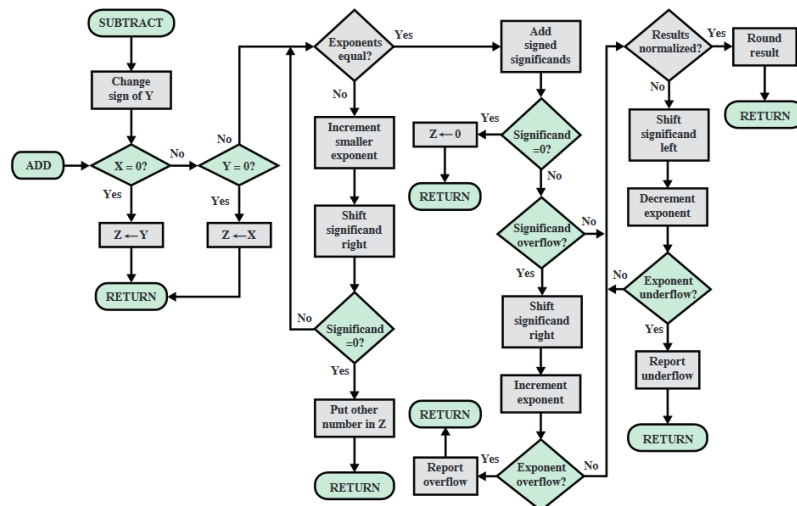 SUBTRACT
Change
sign of Y
ADD
X = 0?
No
Yes
Z ← Y
RETURN
Y = 0?
No
Yes
Z ← X
Exponents
equal?
Yes
No
Increment
smaller
exponent
Shift
significand
right
Significand
=0?
No
Yes
Put other
number in Z
RETURN
Add
signed
significands
Significand
=0?
Yes
Z ← 0
RETURN
No
Significand
overflow?
No
Yes
Shift
significand
right
Increment
exponent
Exponent
overflow?
Yes
Report
overflow
RETURN
No
Results
normalized?
Yes
Round
result
RETURN
No
Shift
significand
left
Decrement
exponent
Exponent
underflow?
No
Yes
Report
underflow
RETURN